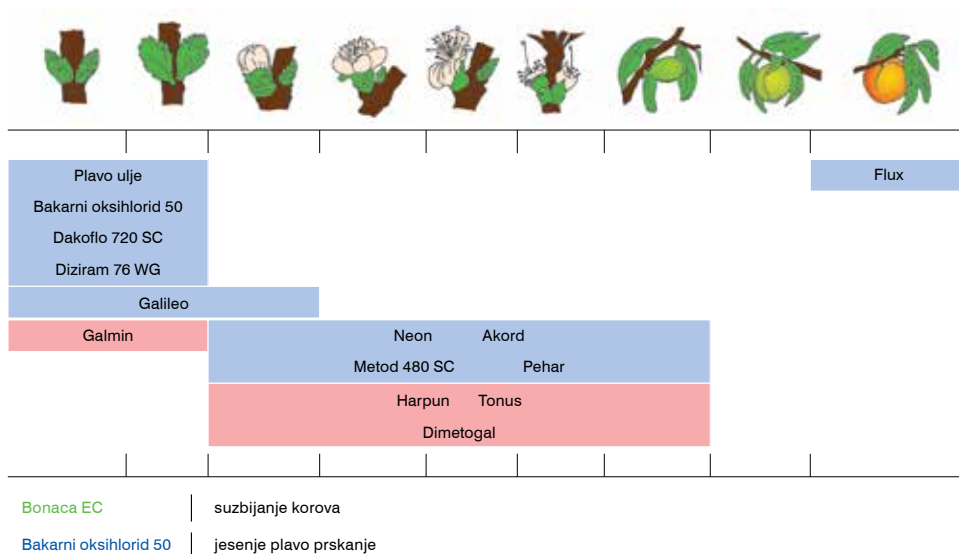 Plavo ulje
Flux
Bakarni oksihlorid 50
Dakoflo 720 SC
Diziram 76 WG
Galileo
Galmin
Neon Akord
Metod 480 SC Pehar
Harpun Tonus
Dimetogal
Bonaca EC suzbijanje korova
Bakarni oksihlorid 50 jesenje plavo prskanje